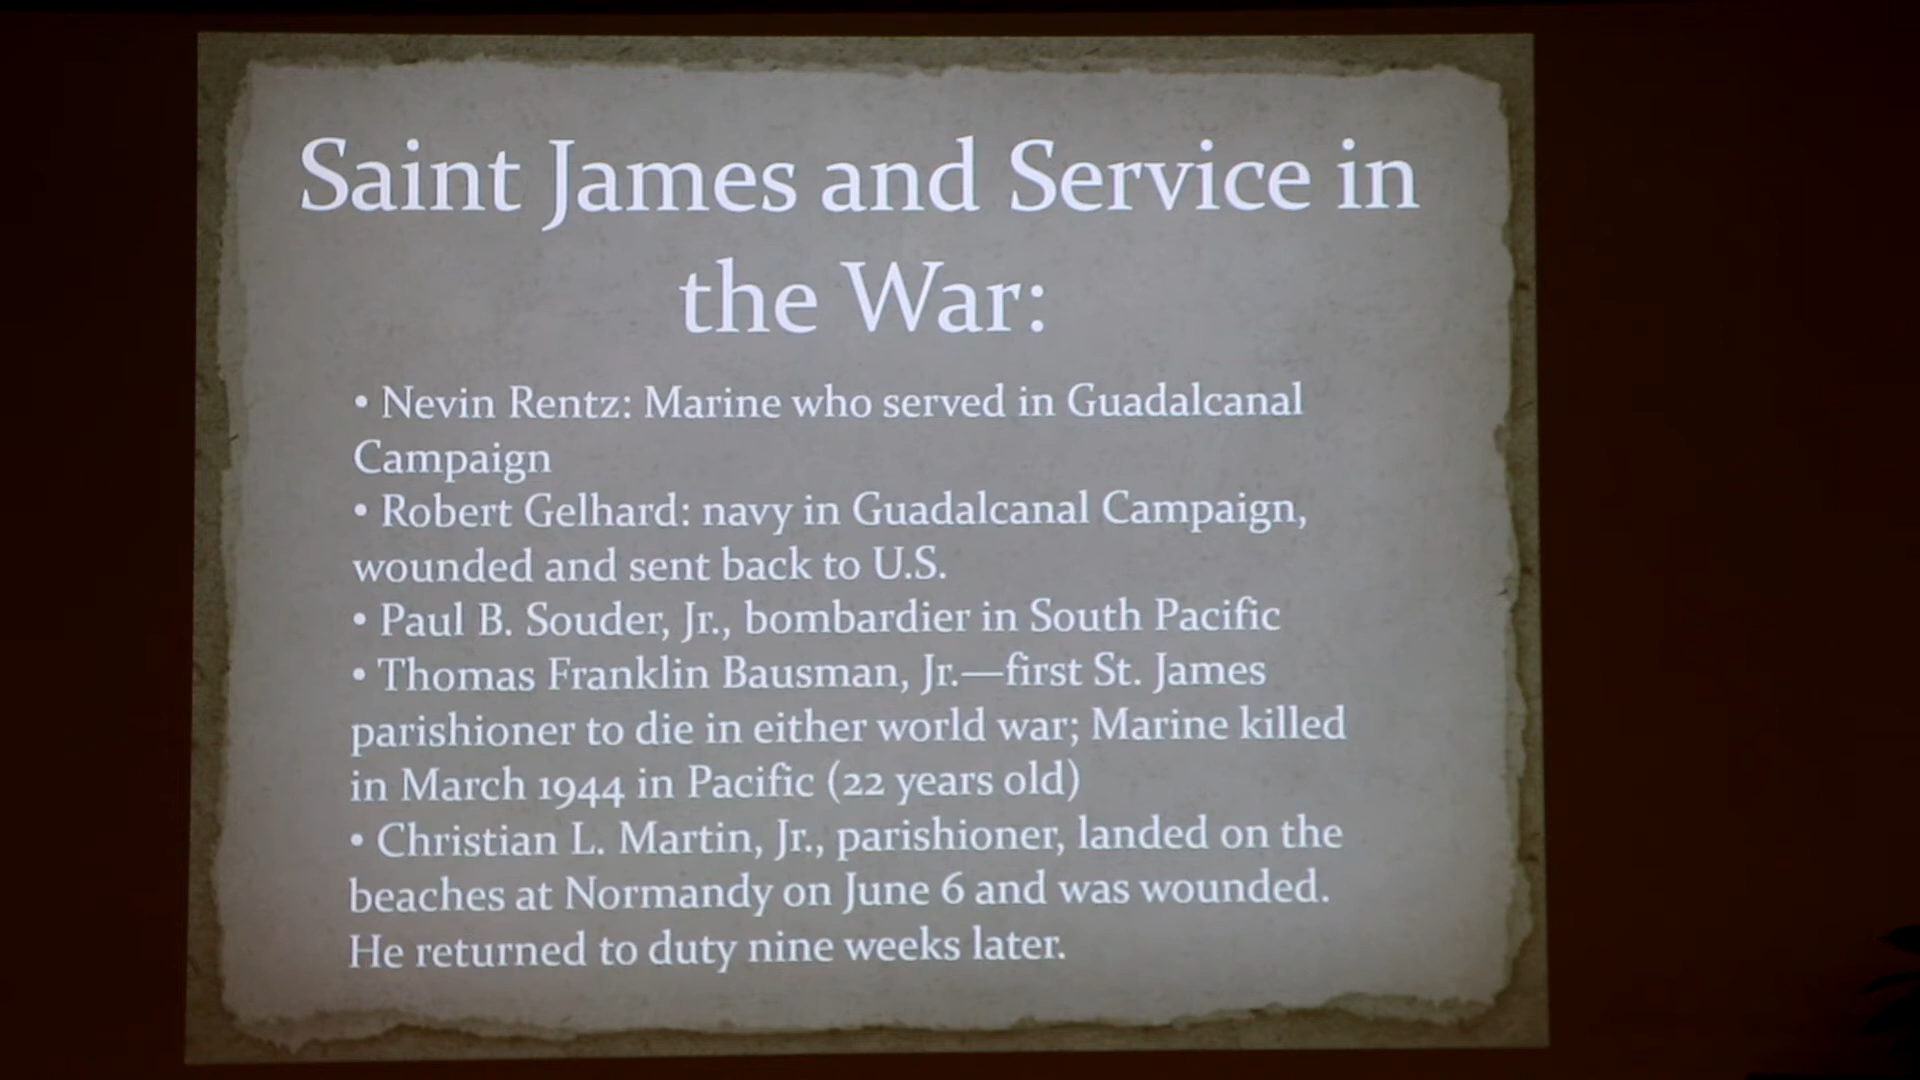 Saint James and Service in
the War:
• Nevin Rentz: Marine who served in Guadalcanal
Campaign
• Robert Gelhard: navy in Guadalcanal Campaign,
wounded and sent back to U.S.
• Paul B. Souder, Jr., bombardier in South Pacific
• Thomas Franklin Bausman, Jr.—first St. James
parishioner to die in either world war; Marine killed
in March 1944 in Pacific (22 years old)
• Christian L. Martin, Jr., parishioner, landed on the
beaches at Normandy on June 6 and was wounded.
He returned to duty nine weeks later.